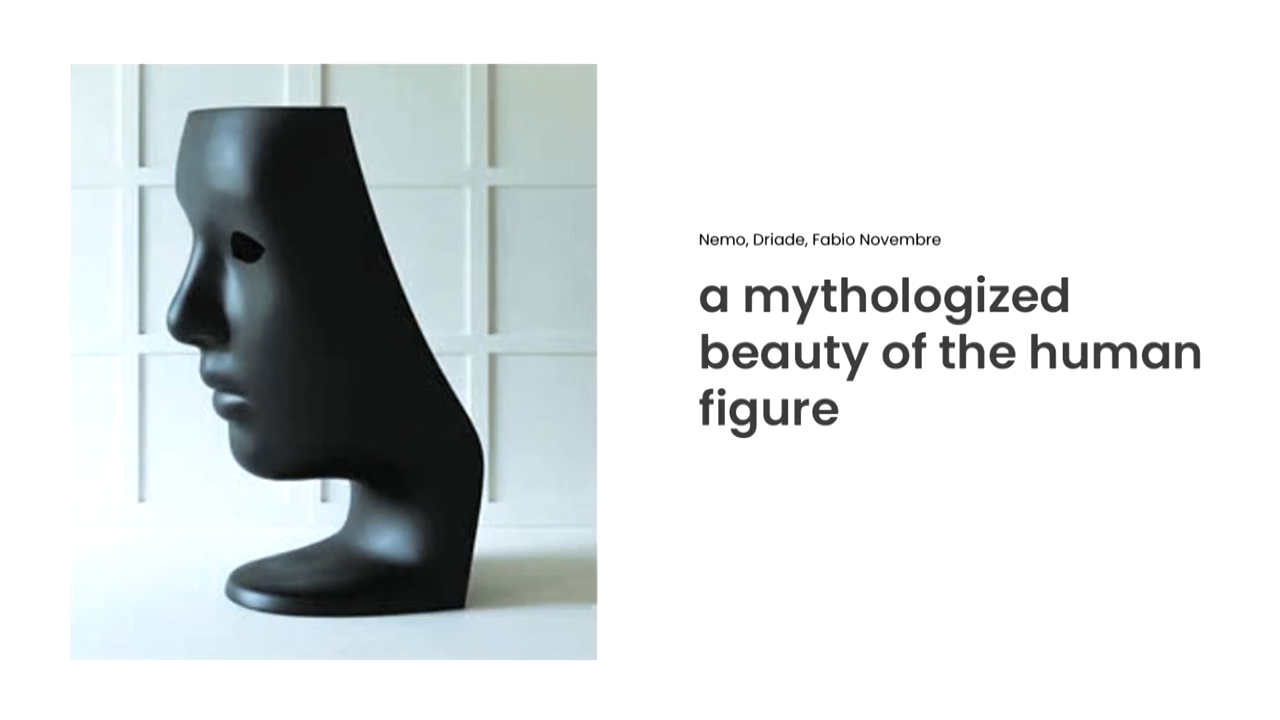 Nemo, Driade, Fabio Novembre
a mythologized
beauty of the human
figure